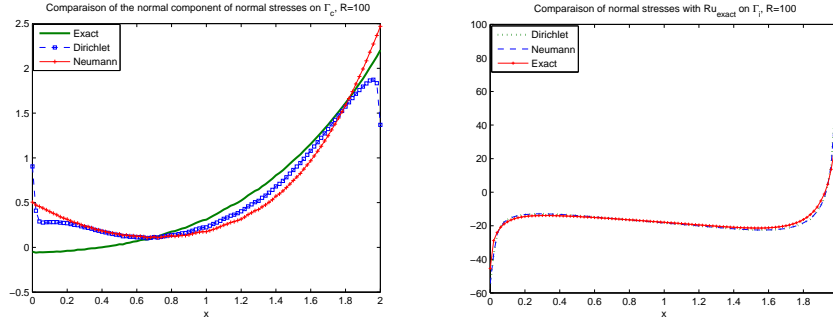 Comparaison of the normal component of normal stresses on Γc, R=100
2.5
2
1.5
1
0.5
0
−0.5
Exact
Dirichlet
Neumann
0 0.2 0.4 0.6 0.8 1 1.2 1.4 1.6 1.8 2
x
Comparaison of normal stresses with Ruexact on Γi, R=100
100
80
60
40
20
0
−20
−40
−60
Dirichlet
Neumann
Exact
0 0.2 0.4 0.6 0.8 1 1.2 1.4 1.6 1.8
x